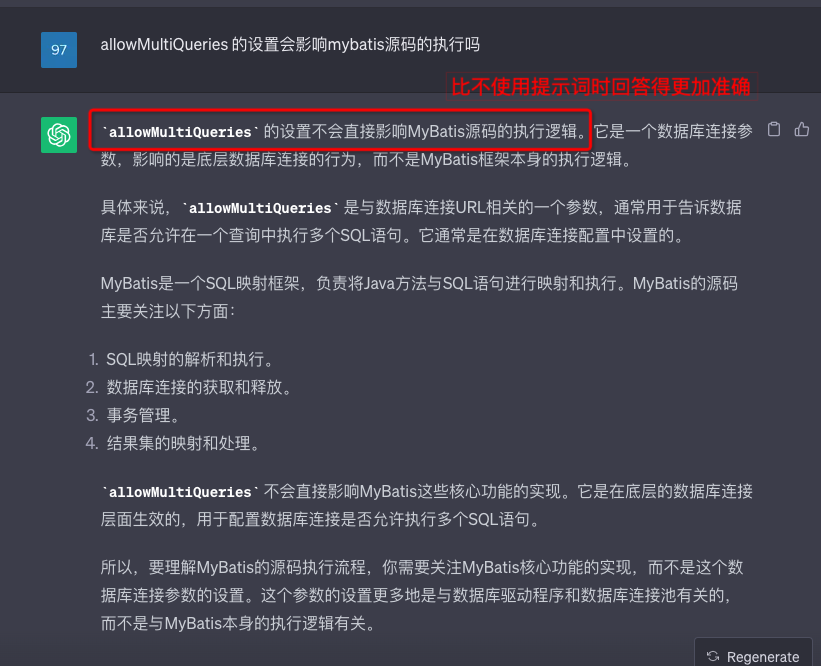 97
allowMultiQueries 的设置会影响mybatis源码的执行吗
比不使用提示词时回答得更加准确
`allowMultiQueries` 的设置不会直接影响MyBatis源码的执行逻辑。它是一个数据库连接参
数，影响的是底层数据库连接的行为，而不是MyBatis框架本身的执行逻辑。
具体来说，`allowMultiQueries` 是与数据库连接URL相关的一个参数，通常用于告诉数据
库是否允许在一个查询中执行多个SQL语句。它通常是在数据库连接配置中设置的。
MyBatis是一个SQL映射框架，负责将Java方法与SQL语句进行映射和执行。MyBatis的源码
主要关注以下方面：
1. SQL映射的解析和执行。
2. 数据库连接的获取和释放。
3. 事务管理。
4. 结果集的映射和处理。
`allowMultiQueries` 不会直接影响MyBatis这些核心功能的实现。它是在底层的数据库连接
层面生效的，用于配置数据库连接是否允许执行多个SQL语句。
所以，要理解MyBatis的源码执行流程，你需要关注MyBatis核心功能的实现，而不是这个数
据库连接参数的设置。这个参数的设置更多地是与数据库驱动程序和数据库连接池有关的，
而不是与MyBatis本身的执行逻辑有关。
Regenerate